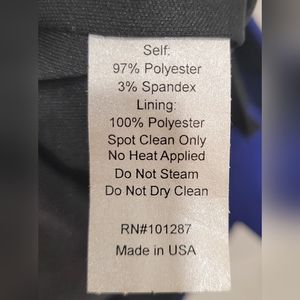 Self:
97% Polyester
3% Spandex
Lining:
100% Polyester
Spot Clean Only
No Heat Applied
Do Not Steam
Do Not Dry Clean
RN#101287
Made in USA